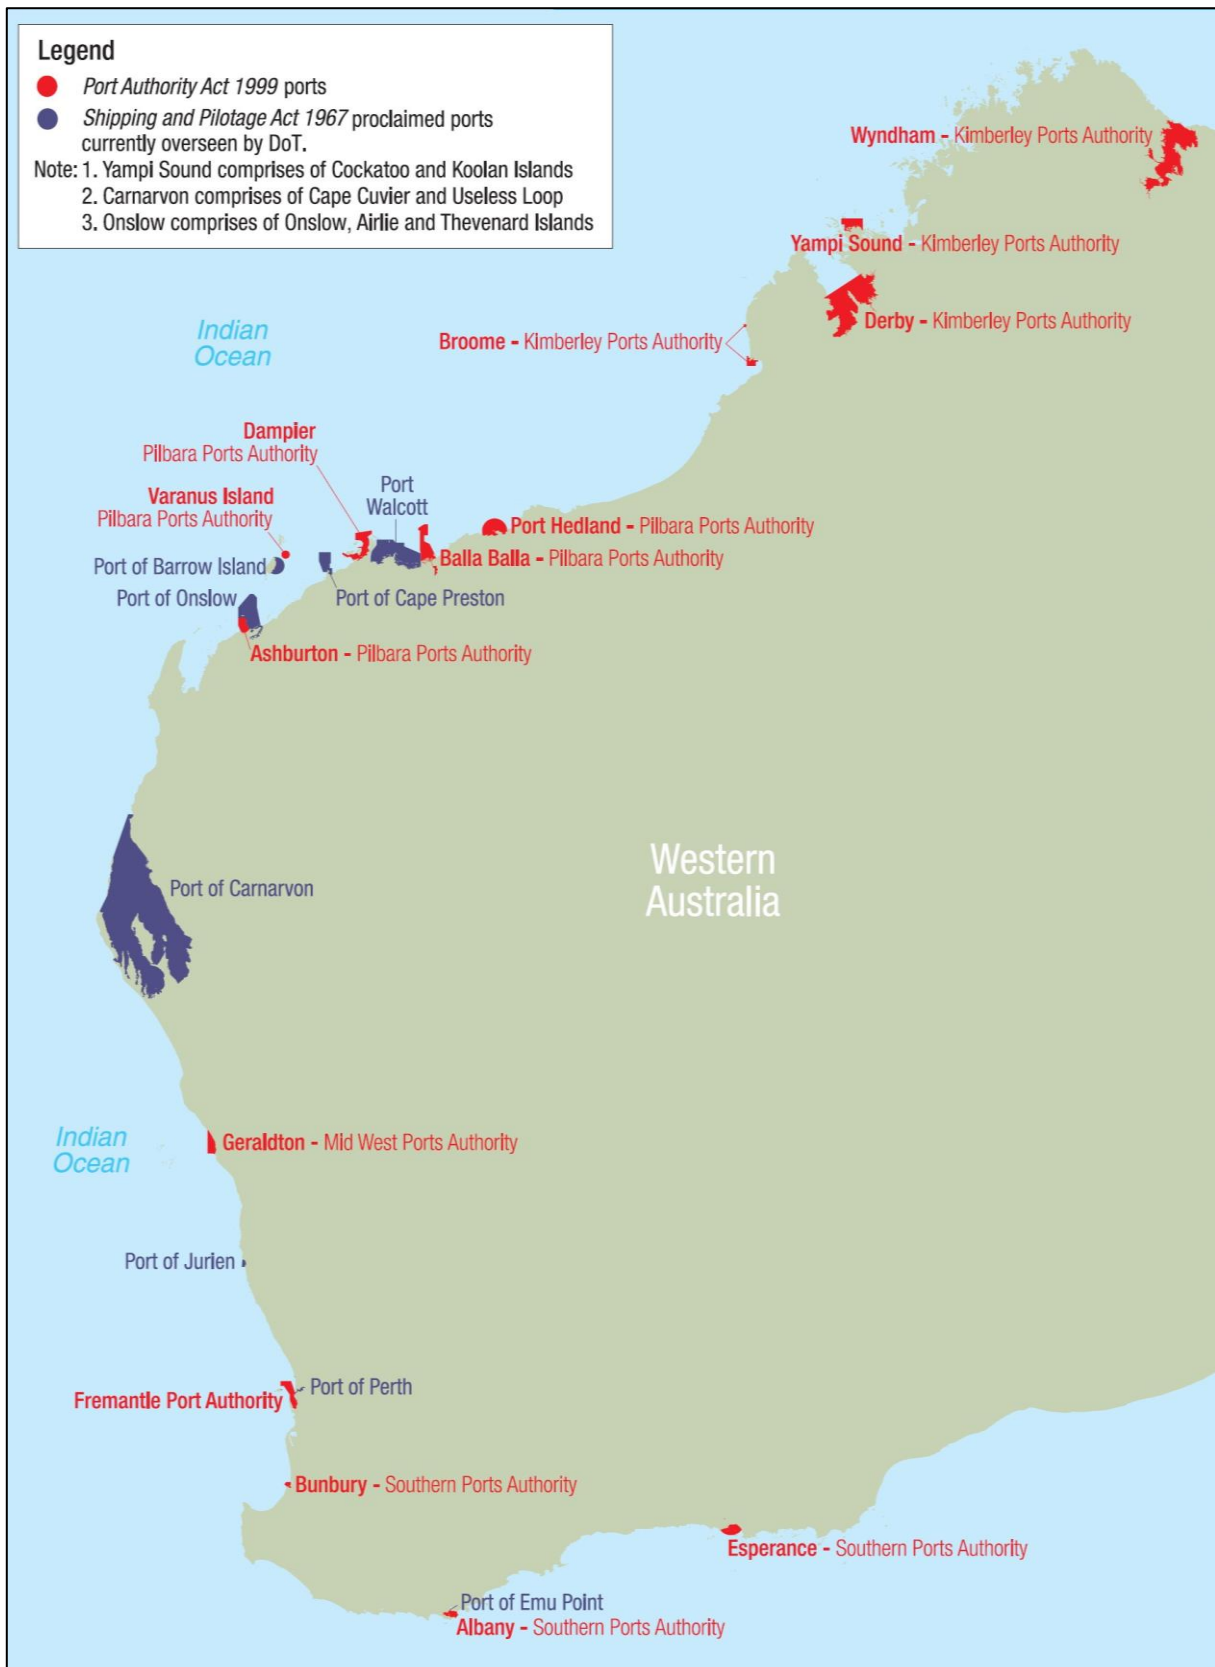 Legend
Port Authority Act 1999 ports
Shipping and Pilotage Act 1967 proclaimed ports
currently overseen by DoT.
Note: 1. Yampi Sound comprises of Cockatoo and Koolan Islands
2. Carnarvon comprises of Cape Cuvier and Useless Loop
3. Onslow comprises of Onslow, Airlie and Thevenard Islands
Wyndham - Kimberley Ports Authority
Yampi Sound - Kimberley Ports Authority
Derby - Kimberley Ports Authority
Broome - Kimberley Ports Authority
Indian
Ocean
Dampier
Pilbara Ports Authority
Varanus Island
Pilbara Ports Authority
Port
Walcott
Port Hedland - Pilbara Ports Authority
Balla Balla - Pilbara Ports Authority
Port of Barrow Island
Port of Onslow
Port of Cape Preston
Ashburton - Pilbara Ports Authority
Western
Australia
Port of Carnarvon
Indian
Ocean
Geraldton - Mid West Ports Authority
Port of Jurien
Port of Perth
Fremantle Port Authority
Bunbury - Southern Ports Authority
Esperance - Southern Ports Authority
Port of Emu Point
Albany - Southern Ports Authority